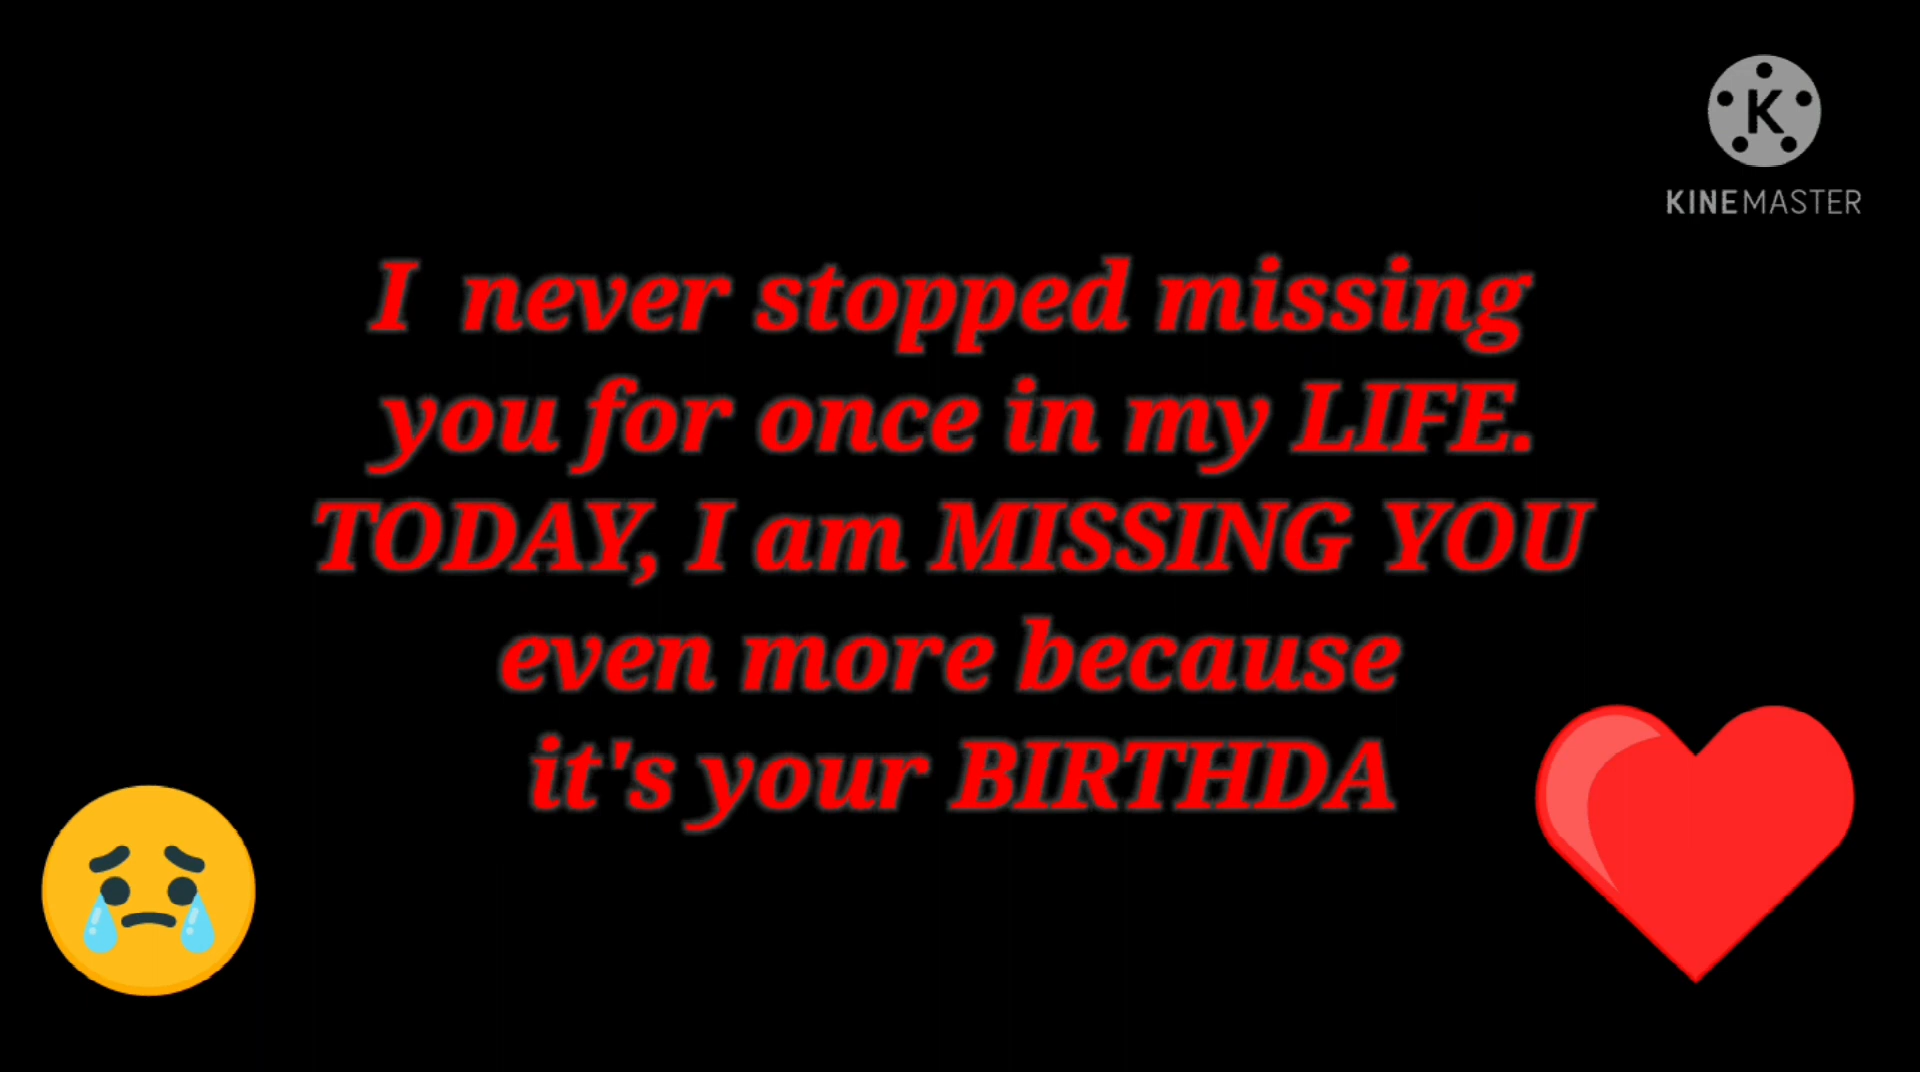 KINEMASTER
I never stopped missing
you for once in my LIFE.
TODAY, I am MISSING YOU
even more because
it's your BIRTHDA